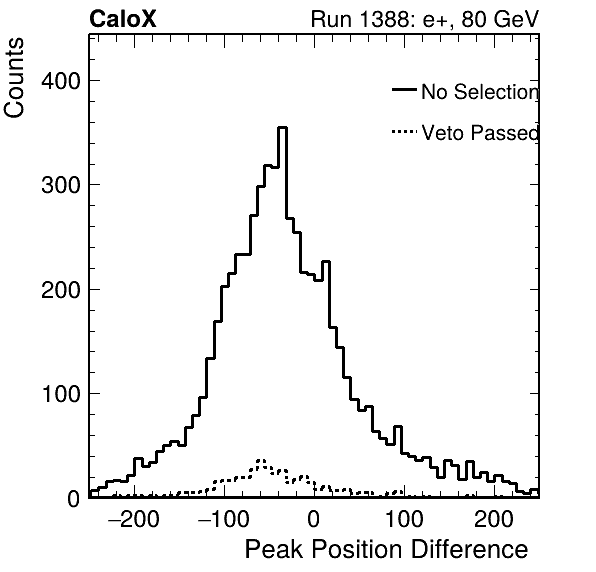 CaloX Run 1388: e+, 80 GeV
Counts
400
300
200
100
0
No Selection
Veto Passed
−200 −100 0 100 200
Peak Position Difference